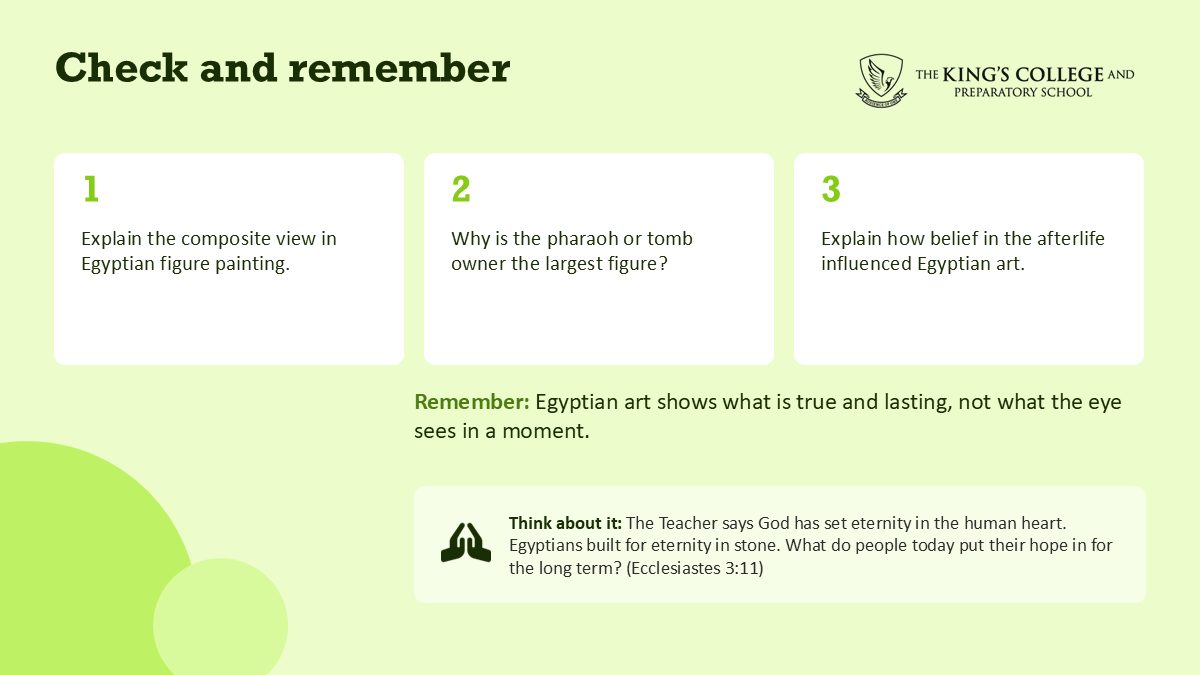 Check and remember
THE KING'S COLLEGE AND
PREPARATORY SCHOOL
1
Explain the composite view in
Egyptian figure painting.
2
Why is the pharaoh or tomb
owner the largest figure?
3
Explain how belief in the afterlife
influenced Egyptian art.
Remember: Egyptian art shows what is true and lasting, not what the eye
sees in a moment.
Think about it: The Teacher says God has set eternity in the human heart.
Egyptians built for eternity in stone. What do people today put their hope in for
the long term? (Ecclesiastes 3:11)